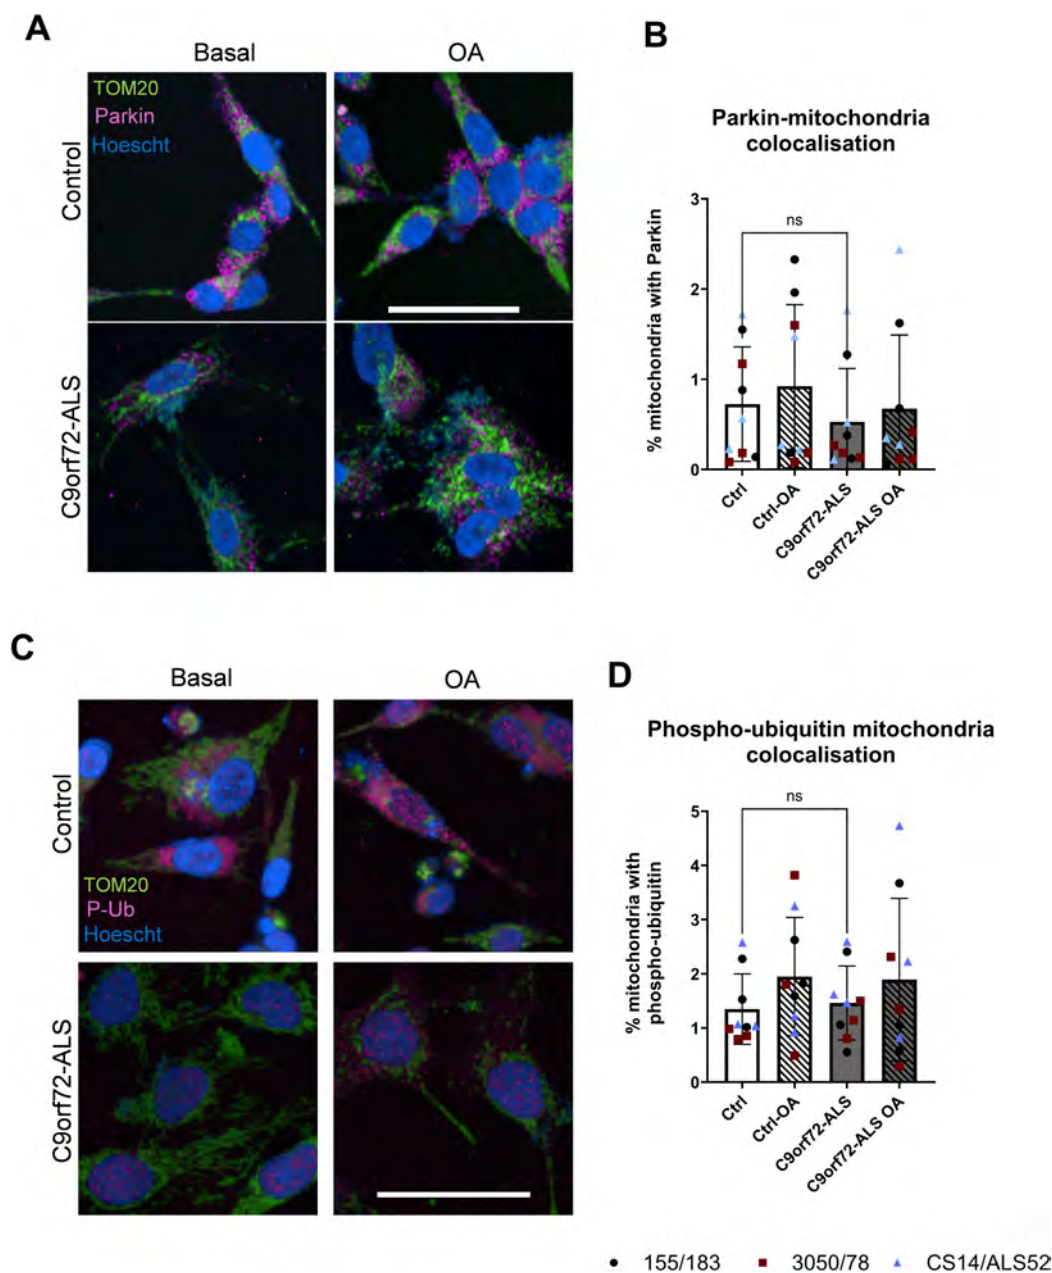 A
Basal
OA
TOM20
Parkin
Hoescht
Control
C9orf72-ALS
B
Parkin-mitochondria
colocalisation
ns
% mitochondria with Parkin
3
2
1
0
Ctrl
Ctrl-OA
C9orf72-ALS
C9orf72-ALS OA
C
Basal
OA
Control
TOM20
P-Ub
Hoescht
C9orf72-ALS
D
Phospho-ubiquitin mitochondria
colocalisation
ns
% mitochondria with
phospho-ubiquitin
5
4
3
2
1
0
Ctrl
Ctrl-OA
C9orf72-ALS
C9orf72-ALS OA
155/183 3050/78 CS14/ALS52